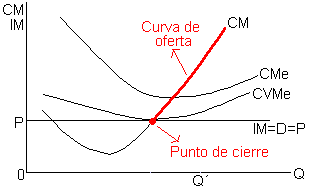 CM
IM
Curva de
oferta
CM
CMe
CVMe
P
IM=D=P
Punto de cierre
0
Q´
Q